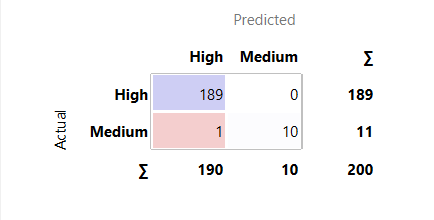 Predicted
High Medium ∑
High 189 0 189
Actual
Medium 1 10 11
∑ 190 10 200